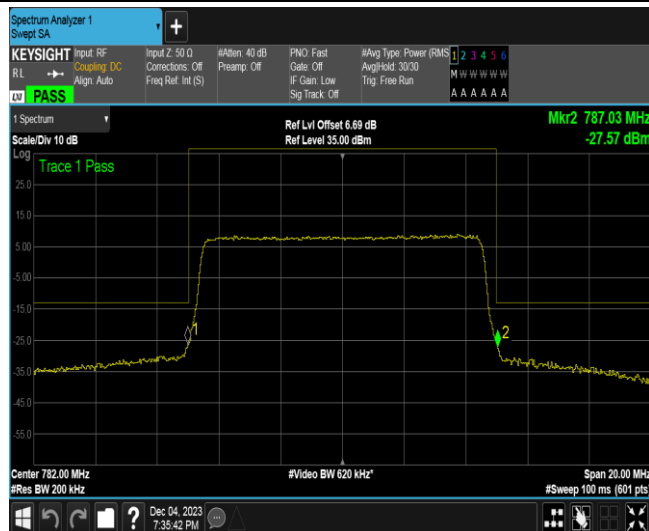 Spectrum Analyzer 1
Swept SA
+
KEYSIGHT
RL
LXI PASS
Input: RF
Coupling: DC
Align: Auto
Input Z: 50 Ω
Corrections: Off
Freq Ref: Int (S)
#Atten: 40 dB
Preamp: Off
PNO: Fast
Gate: Off
IF Gain: Low
Sig Track: Off
#Avg Type: Power (RMS
Avg|Hold: 30/30
Trig: Free Run
1 2 3 4 5 6
M W W W W W
A A A A A A
1 Spectrum
Scale/Div 10 dB
Ref Lvl Offset 6.69 dB
Ref Level 35.00 dBm
Mkr2 787.03 MHz
-27.57 dBm
Log
Trace 1 Pass
25.0
15.0
5.00
-5.00
-15.0
-25.0
-35.0
-45.0
-55.0
1
2
Center 782.00 MHz
#Res BW 200 kHz
#Video BW 620 kHz*
Span 20.00 MHz
#Sweep 100 ms (601 pts)
?
Dec 04, 2023
7:35:42 PM